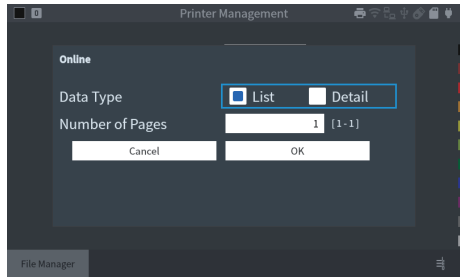 0 Printer Management
Online
Data Type List Detail
Number of Pages 1 [1-1]
Cancel OK
File Manager